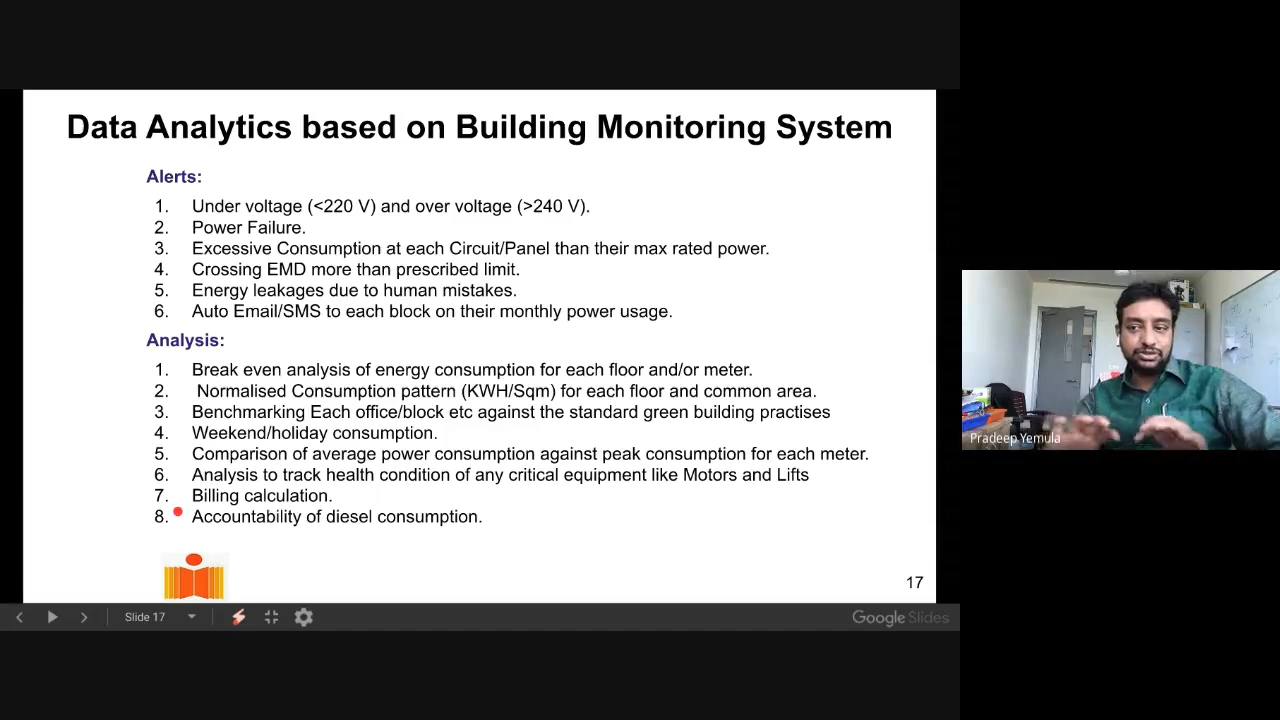 Data Analytics based on Building Monitoring System
Alerts:
1. Under voltage (<220 V) and over voltage (>240 V).
2. Power Failure.
3. Excessive Consumption at each Circuit/Panel than their max rated power.
4. Crossing EMD more than prescribed limit.
5. Energy leakages due to human mistakes.
6. Auto Email/SMS to each block on their monthly power usage.
Analysis:
1. Break even analysis of energy consumption for each floor and/or meter.
2. Normalised Consumption pattern (KWH/Sqm) for each floor and common area.
3. Benchmarking Each office/block etc against the standard green building practises
4. Weekend/holiday consumption.
5. Comparison of average power consumption against peak consumption for each meter.
6. Analysis to track health condition of any critical equipment like Motors and Lifts
7. Billing calculation.
8. Accountability of diesel consumption.
17
Slide 17
Google Slides
Pradeep Yemula